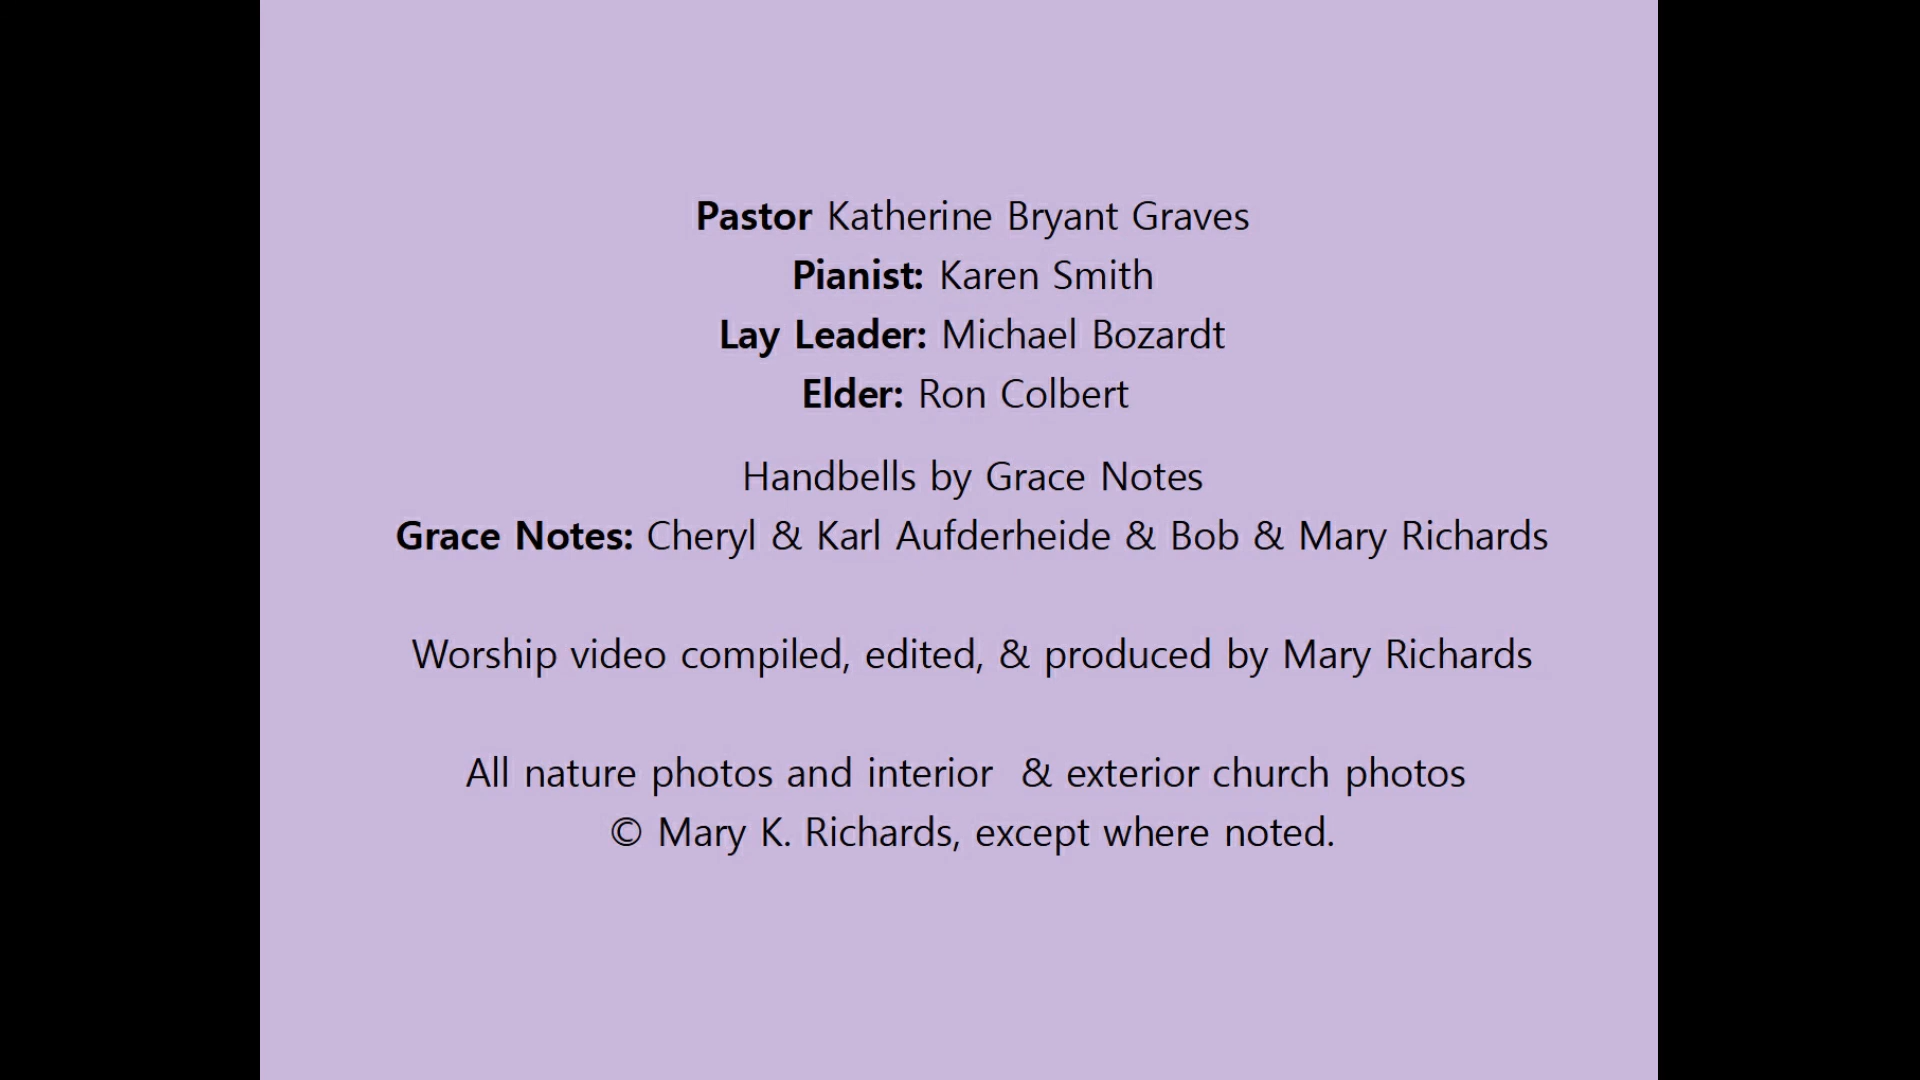 Pastor Katherine Bryant Graves
Pianist: Karen Smith
Lay Leader: Michael Bozardt
Elder: Ron Colbert
Handbells by Grace Notes
Grace Notes: Cheryl & Karl Aufderheide & Bob & Mary Richards
Worship video compiled, edited, & produced by Mary Richards
All nature photos and interior  & exterior church photos
© Mary K. Richards, except where noted.